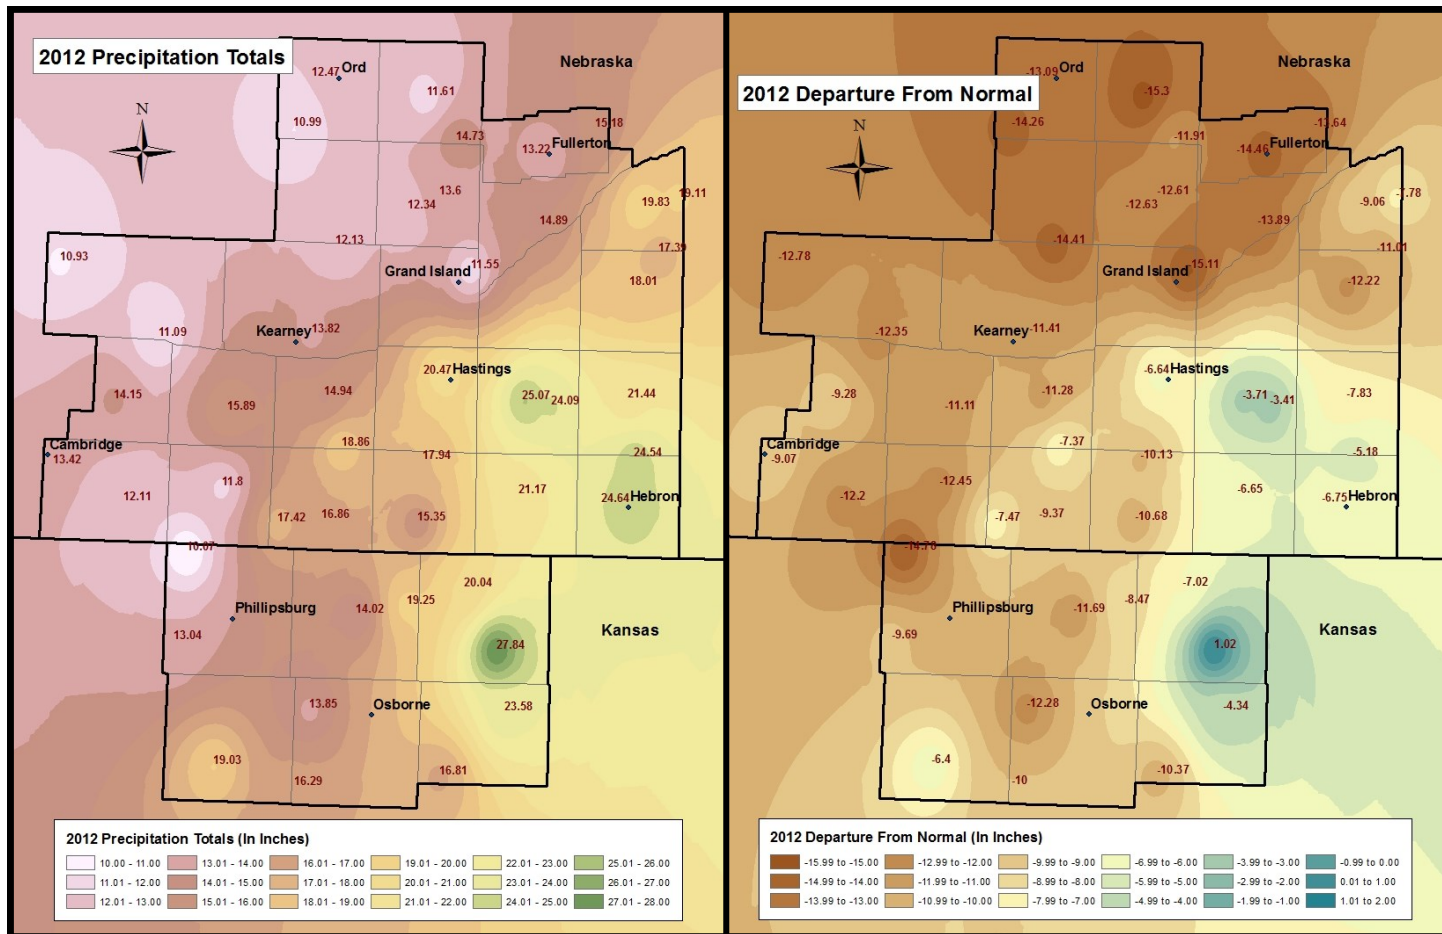 2012 Precipitation Totals
Nebraska
N
12.47
Ord
11.61
10.99
14.73
15.18
13.22
Fullerton
13.6
12.34
19.83
19.11
14.89
12.13
17.39
10.93
11.55
Grand Island
18.01
11.09
Kearney
13.82
20.47
Hastings
14.15
15.89
14.94
25.07
24.09
21.44
Cambridge
13.42
18.86
17.94
24.54
12.11
11.8
21.17
24.64
Hebron
17.42
16.86
15.35
10.07
20.04
19.25
Phillipsburg
14.02
13.04
Kansas
27.84
13.85
Osborne
23.58
19.03
16.29
16.81
2012 Precipitation Totals (In Inches)
10.00 - 11.00 13.01 - 14.00 16.01 - 17.00 19.01 - 20.00 22.01 - 23.00 25.01 - 26.00
11.01 - 12.00 14.01 - 15.00 17.01 - 18.00 20.01 - 21.00 23.01 - 24.00 26.01 - 27.00
12.01 - 13.00 15.01 - 16.00 18.01 - 19.00 21.01 - 22.00 24.01 - 25.00 27.01 - 28.00
2012 Departure From Normal
Nebraska
N
-13.09
Ord
-15.3
-14.26
-11.91
-13.64
-14.46
Fullerton
-12.61
-12.63
-9.06
-7.78
-13.89
-14.41
-11.01
-12.78
-15.11
Grand Island
-12.22
-12.35
Kearney
-11.41
-6.64
Hastings
-9.28
-11.11
-11.28
-3.71
-3.41
-7.83
Cambridge
-9.07
-7.37
-10.13
-5.18
-12.2
-12.45
-6.65
-6.75
Hebron
-7.47
-9.37
-10.68
-14.78
-7.02
-8.47
Phillipsburg
-11.69
-9.69
Kansas
1.02
-12.28
Osborne
-4.34
-6.4
-10
-10.37
2012 Departure From Normal (In Inches)
-15.99 to -15.00 -12.99 to -12.00 -9.99 to -9.00 -6.99 to -6.00 -3.99 to -3.00 -0.99 to 0.00
-14.99 to -14.00 -11.99 to -11.00 -8.99 to -8.00 -5.99 to -5.00 -2.99 to -2.00 0.01 to 1.00
-13.99 to -13.00 -10.99 to -10.00 -7.99 to -7.00 -4.99 to -4.00 -1.99 to -1.00 1.01 to 2.00